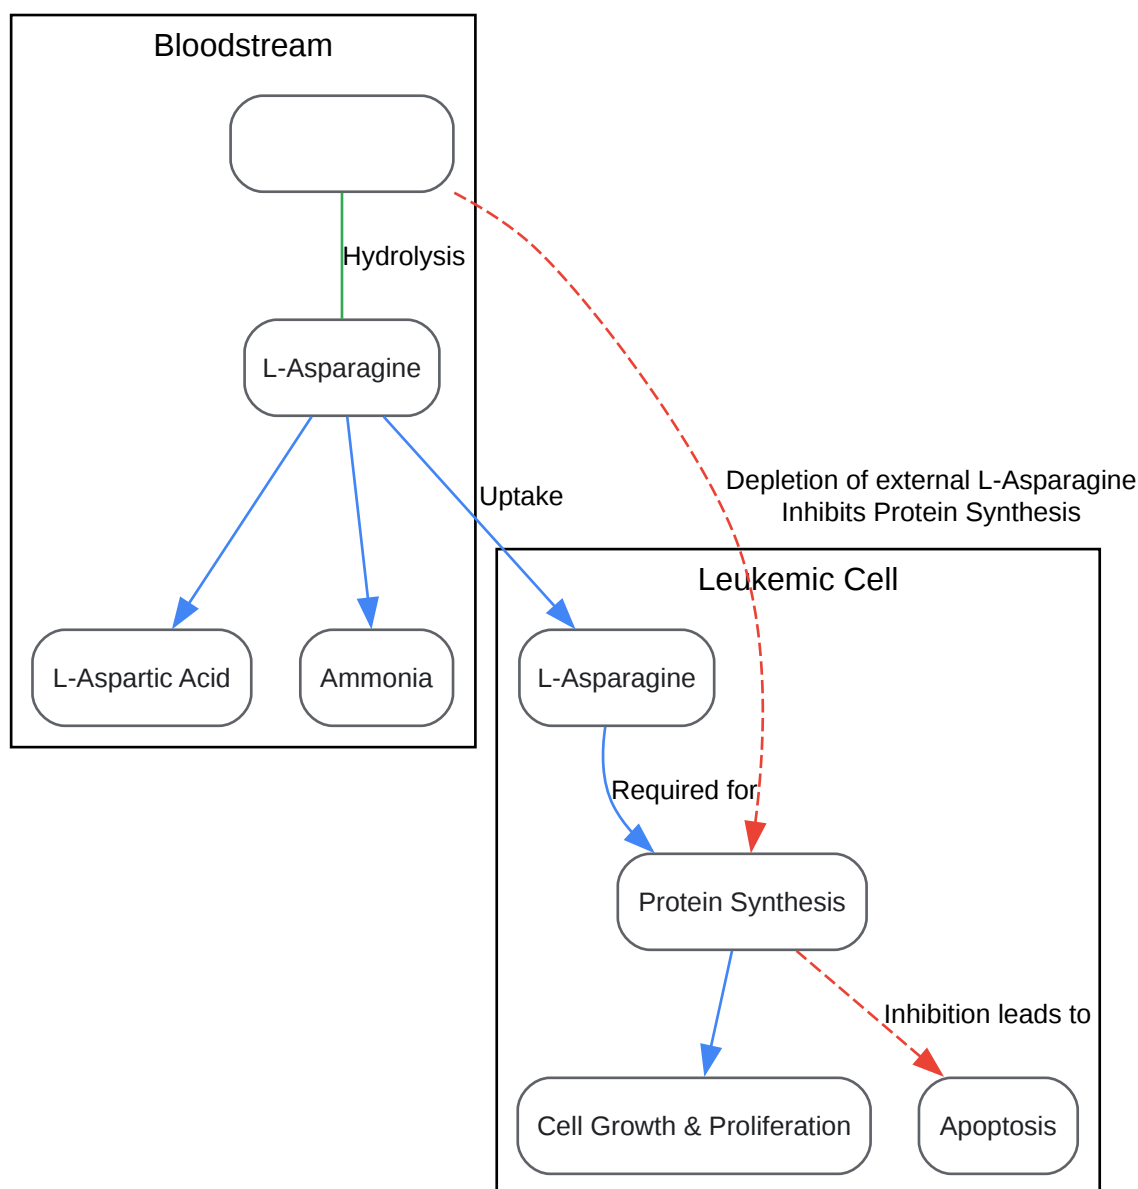 Bloodstream
Hydrolysis
L-Asparagine
Depletion of external L-Asparagine
Inhibits Protein Synthesis
Uptake
Leukemic Cell
L-Aspartic Acid
Ammonia
L-Asparagine
Required for
Protein Synthesis
Inhibition leads to
Cell Growth & Proliferation
Apoptosis